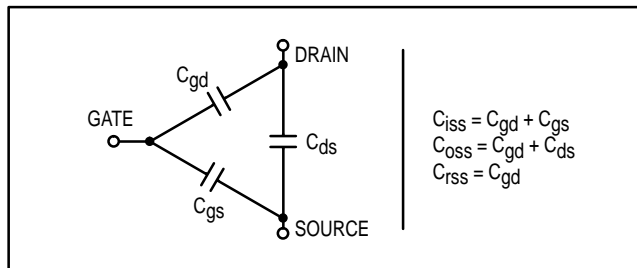 DRAIN
Cgd
GATE
Cds
Cgs
SOURCE
Ciss = Cgd + Cgs
Coss = Cgd + Cds
Crss = Cgd